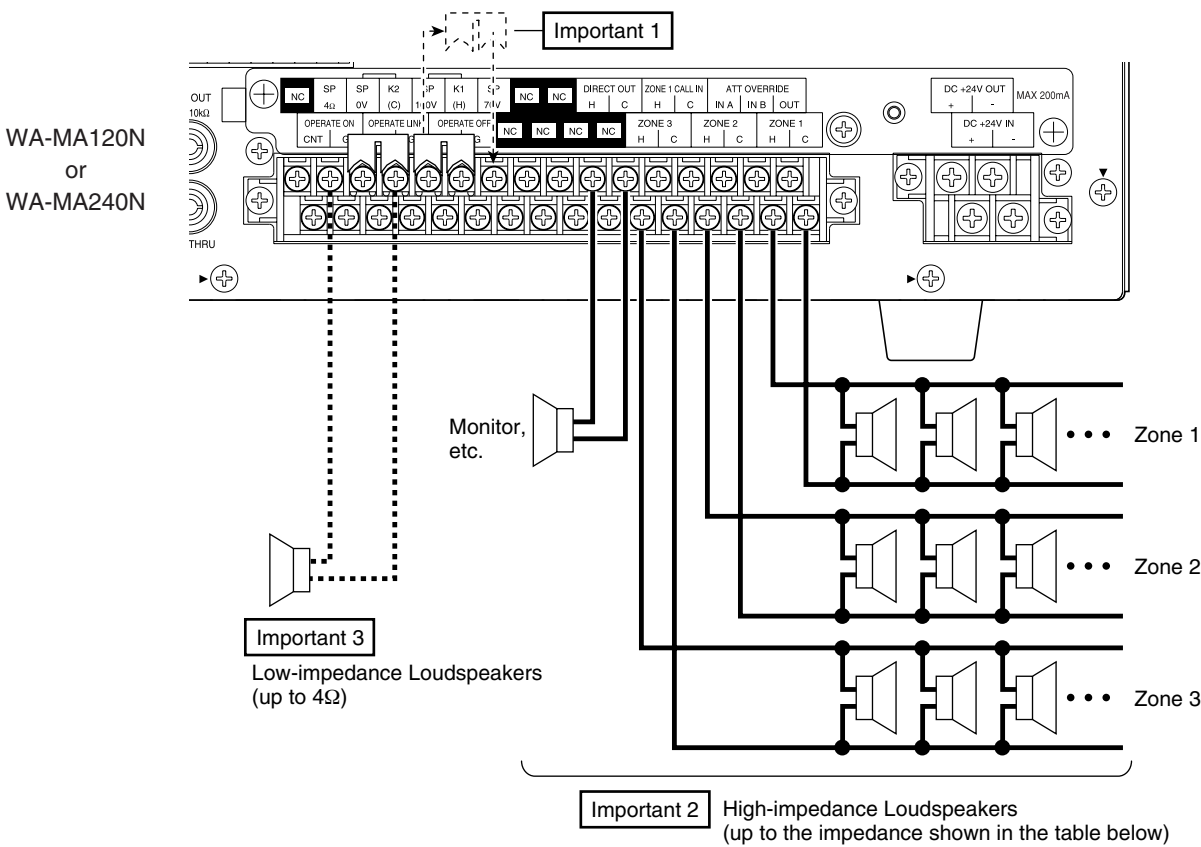 Important 1
OUT
10kΩ
THRU
WA-MA120N
or
WA-MA240N
NC SP SP K2 SP K1 SP NC NC DIRECT OUT ZONE 1 CALL IN ATT OVERRIDE
4Ω 0V (C) (H) H C H C IN A IN B OUT
OPERATE ON OPERATE LINK OPERATE OFF NC NC NC NC ZONE 3 ZONE 2 ZONE 1
CNT H C H C H C
DC +24V OUT MAX 200mA
+ -
DC +24V IN
+ -
Monitor,
etc.
Zone 1
Zone 2
Zone 3
Important 3
Low-impedance Loudspeakers
(up to 4Ω)
Important 2 High-impedance Loudspeakers
(up to the impedance shown in the table below)